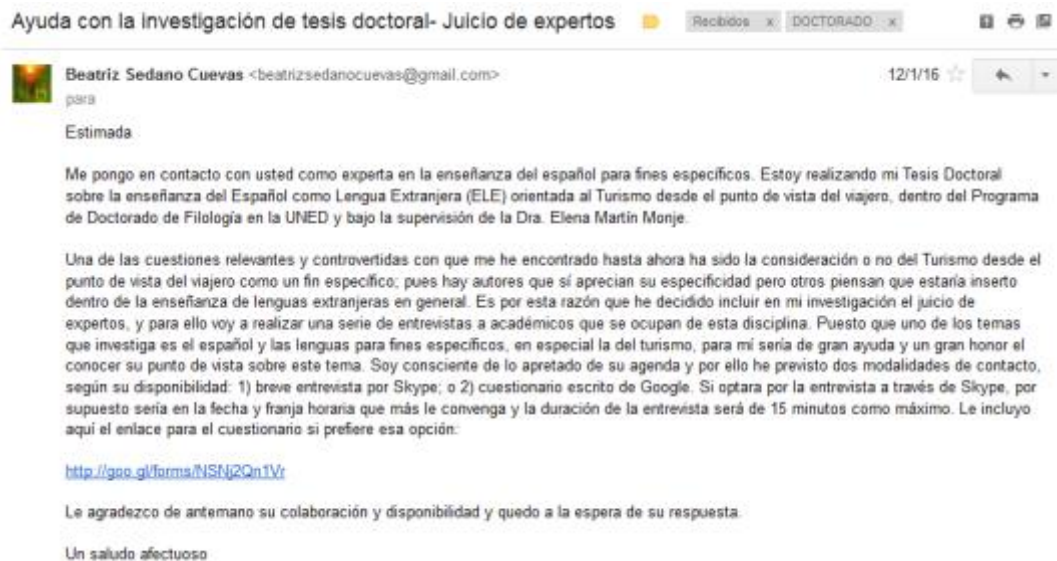 Ayuda con la investigación de tesis doctoral- Juicio de expertos Recibidos x DOCTORADO x
Beatriz Sedano Cuevas <beatrizsedanocuevas@gmail.com> 12/1/16
para
Estimada
Me pongo en contacto con usted como experta en la enseñanza del español para fines específicos. Estoy realizando mi Tesis Doctoral
sobre la enseñanza del Español como Lengua Extranjera (ELE) orientada al Turismo desde el punto de vista del viajero, dentro del Programa
de Doctorado de Filología en la UNED y bajo la supervisión de la Dra. Elena Martín Monje.
Una de las cuestiones relevantes y controvertidas con que me he encontrado hasta ahora ha sido la consideración o no del Turismo desde el
punto de vista del viajero como un fin específico; pues hay autores que sí aprecian su especificidad pero otros piensan que estaría inserto
dentro de la enseñanza de lenguas extranjeras en general. Es por esta razón que he decidido incluir en mi investigación el juicio de
expertos, y para ello voy a realizar una serie de entrevistas a académicos que se ocupan de esta disciplina. Puesto que uno de los temas
que investiga es el español y las lenguas para fines específicos, en especial la del turismo, para mí sería de gran ayuda y un gran honor el
conocer su punto de vista sobre este tema. Soy consciente de lo apretado de su agenda y por ello he previsto dos modalidades de contacto,
según su disponibilidad: 1) breve entrevista por Skype; o 2) cuestionario escrito de Google. Si optara por la entrevista a través de Skype, por
supuesto sería en la fecha y franja horaria que más le convenga y la duración de la entrevista será de 15 minutos como máximo. Le incluyo
aquí el enlace para el cuestionario si prefiere esa opción:
http://goo.gl/forms/NSNj2Qn1Vr
Le agradezco de antemano su colaboración y disponibilidad y quedo a la espera de su respuesta.
Un saludo afectuoso